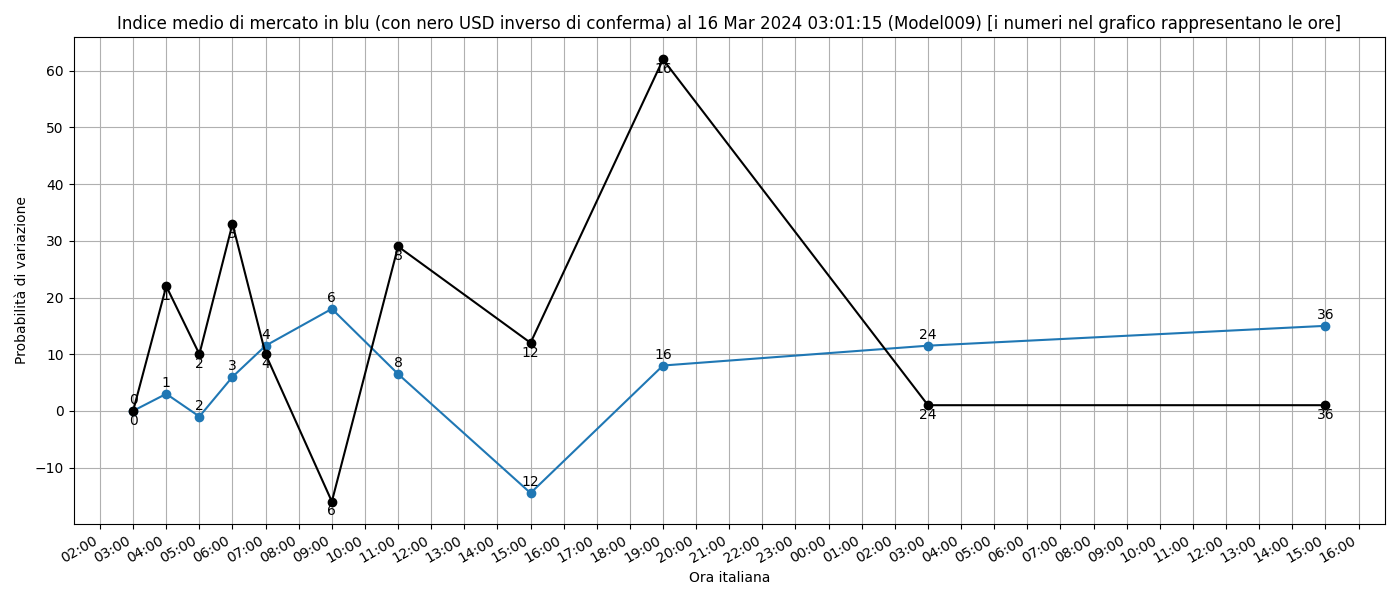 Indice medio di mercato in blu (con nero USD inverso di conferma) al 16 Mar 2024 03:01:15 (Model009) [i numeri nel grafico rappresentano le ore]
Probabilità di variazione
60
50
40
30
20
10
0
−10
0 1 2 3 4 6 8 12 16 24 36
0 1 2 3 4 6 8 12 16 24 36
02:00 03:00 04:00 05:00 06:00 07:00 08:00 09:00 10:00 11:00 12:00 13:00 14:00 15:00 16:00 17:00 18:00 19:00 20:00 21:00 22:00 23:00 00:00 01:00 02:00 03:00 04:00 05:00 06:00 07:00 08:00 09:00 10:00 11:00 12:00 13:00 14:00 15:00 16:00
Ora italiana